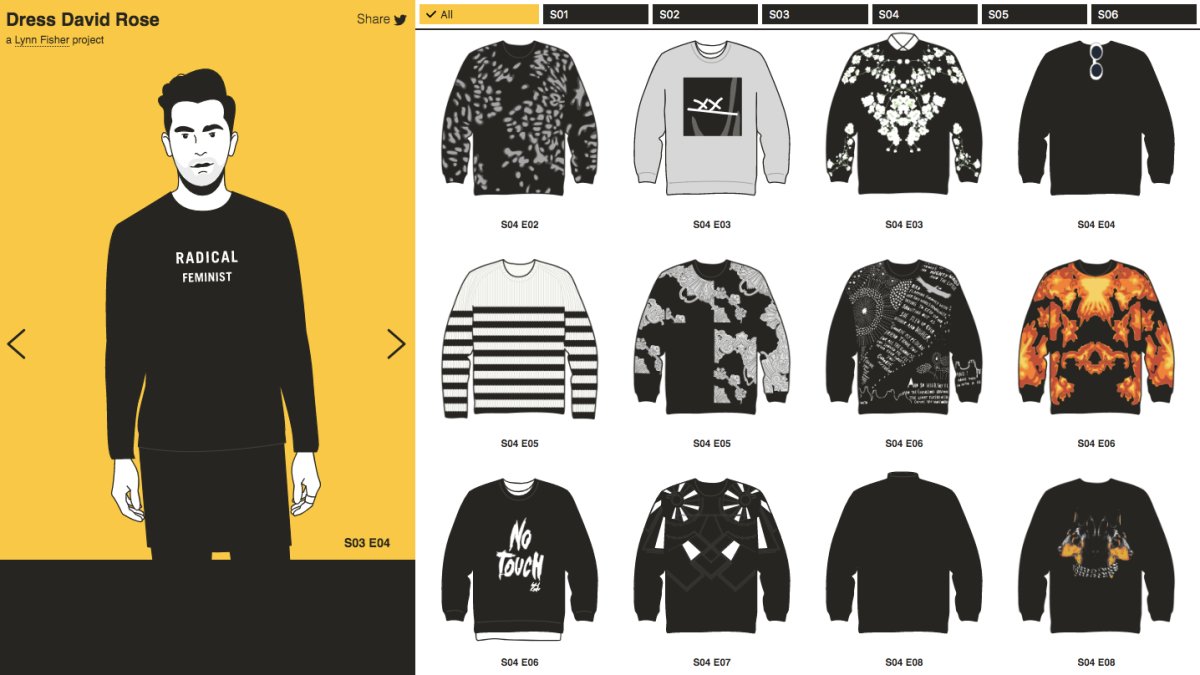 Dress David Rose
a Lynn Fisher project
Share
RADICAL
FEMINIST
S03 E04
All
S01
S02
S03
S04
S05
S06
XX
S04 E02
S04 E03
S04 E03
S04 E04
S04 E05
S04 E05
S04 E06
S04 E06
NO
TOUCH
S04 E06
S04 E07
S04 E08
S04 E08